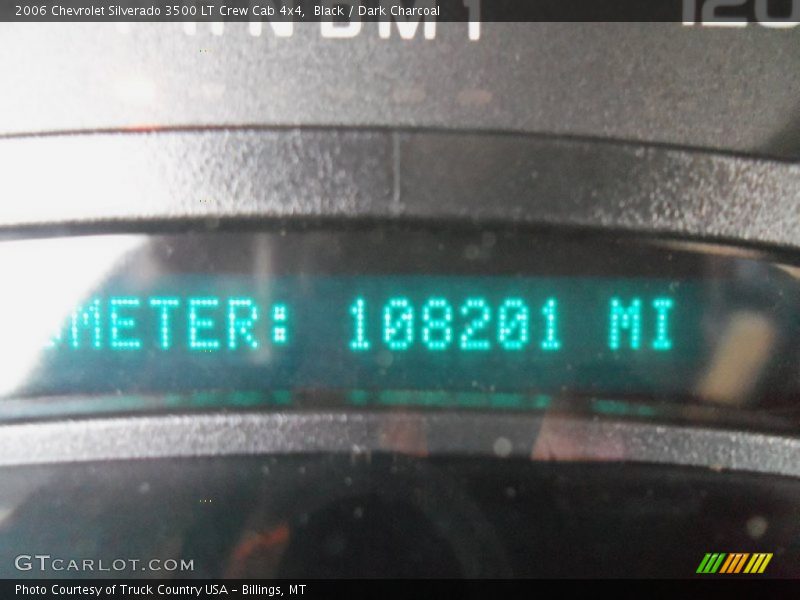 2006 Chevrolet Silverado 3500 LT Crew Cab 4x4, Black / Dark Charcoal
METER: 108201 MI
GTCARLOT.COM
Photo Courtesy of Truck Country USA – Billings, MT